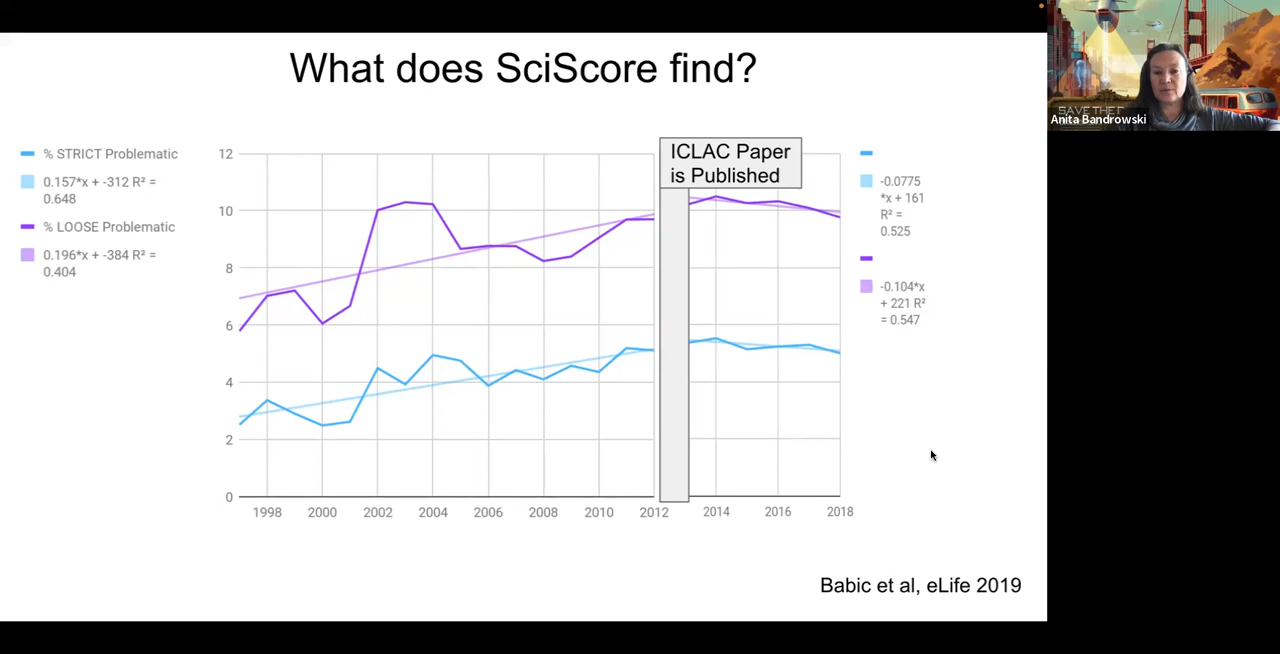 What does SciScore find?
SAVE THE
Anita Bandrowski
% STRICT Problematic
0.157*x + -312 R² =
0.648
% LOOSE Problematic
0.196*x + -384 R² =
0.404
12
10
8
6
4
2
0
ICLAC Paper
is Published
1998
2000
2002
2004
2006
2008
2010
2012
2014
2016
2018
-0.0775
*x + 161
R² =
0.525
-0.104*x
+ 221 R²
= 0.547
Babic et al, eLife 2019